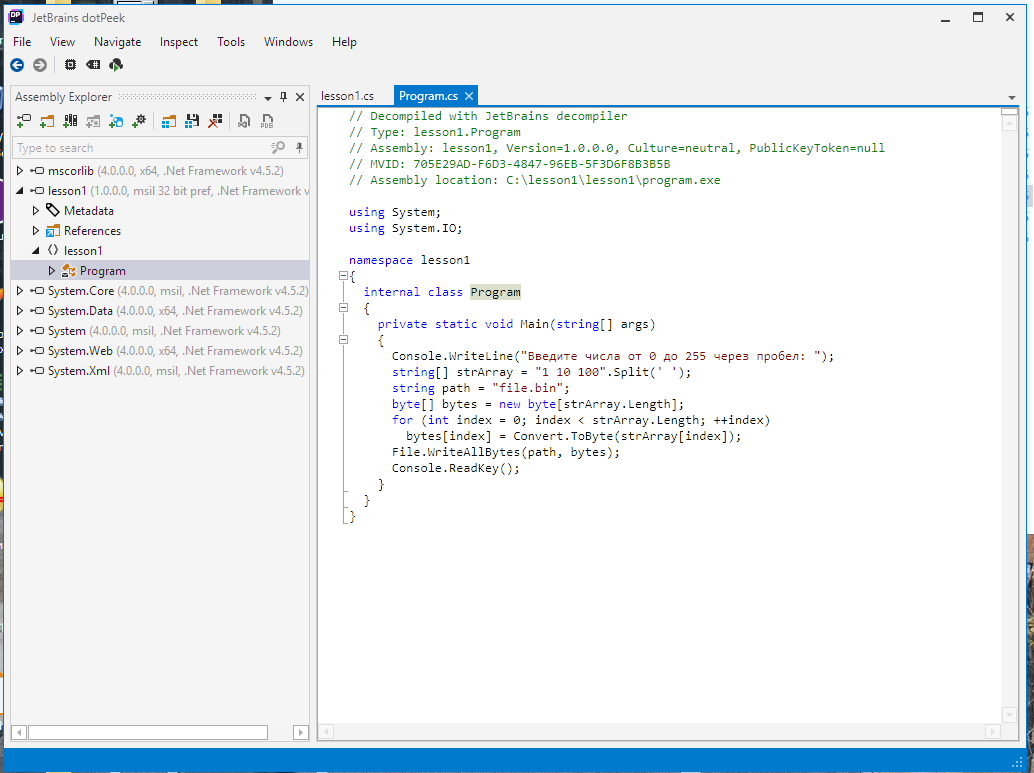 JetBrains dotPeek
File View Navigate Inspect Tools Windows Help
Assembly Explorer
Type to search
mscorlib (4.0.0.0, x64, .Net Framework v4.5.2)
lesson1 (1.0.0.0, msil 32 bit pref, .Net Framework v
Metadata
References
lesson1
Program
System.Core (4.0.0.0, msil, .Net Framework v4.5.2)
System.Data (4.0.0.0, x64, .Net Framework v4.5.2)
System (4.0.0.0, msil, .Net Framework v4.5.2)
System.Web (4.0.0.0, x64, .Net Framework v4.5.2)
System.Xml (4.0.0.0, msil, .Net Framework v4.5.2)
lesson1.cs Program.cs
// Decompiled with JetBrains decompiler
// Type: lesson1.Program
// Assembly: lesson1, Version=1.0.0.0, Culture=neutral, PublicKeyToken=null
// MVID: 705E29AD-F6D3-4847-96EB-5F3D6F8B3B5B
// Assembly location: C:\lesson1\lesson1\program.exe
using System;
using System.IO;
namespace lesson1
{
internal class Program
{
private static void Main(string[] args)
{
Console.WriteLine("Введите числа от 0 до 255 через пробел: ");
string[] strArray = "1 10 100".Split(' ');
string path = "file.bin";
byte[] bytes = new byte[strArray.Length];
for (int index = 0; index < strArray.Length; ++index)
bytes[index] = Convert.ToByte(strArray[index]);
File.WriteAllBytes(path, bytes);
Console.ReadKey();
}
}
}